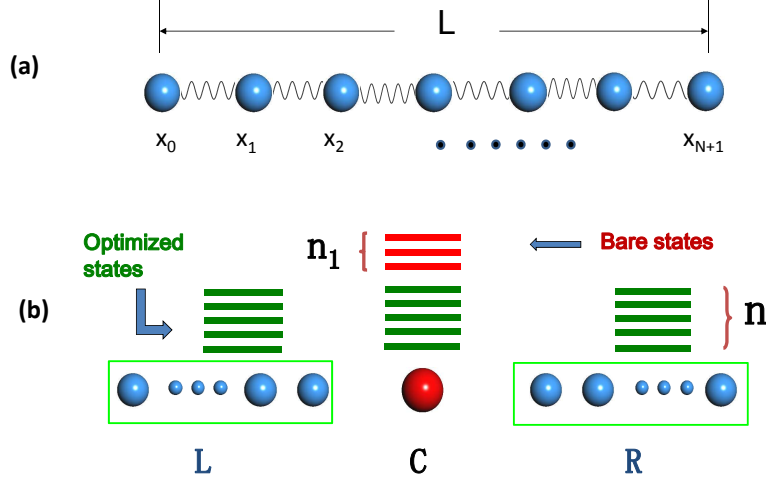 L
(a)
x0 x1 x2 xN+1
Optimized
states
n1
Bare states
(b)
n
L C R